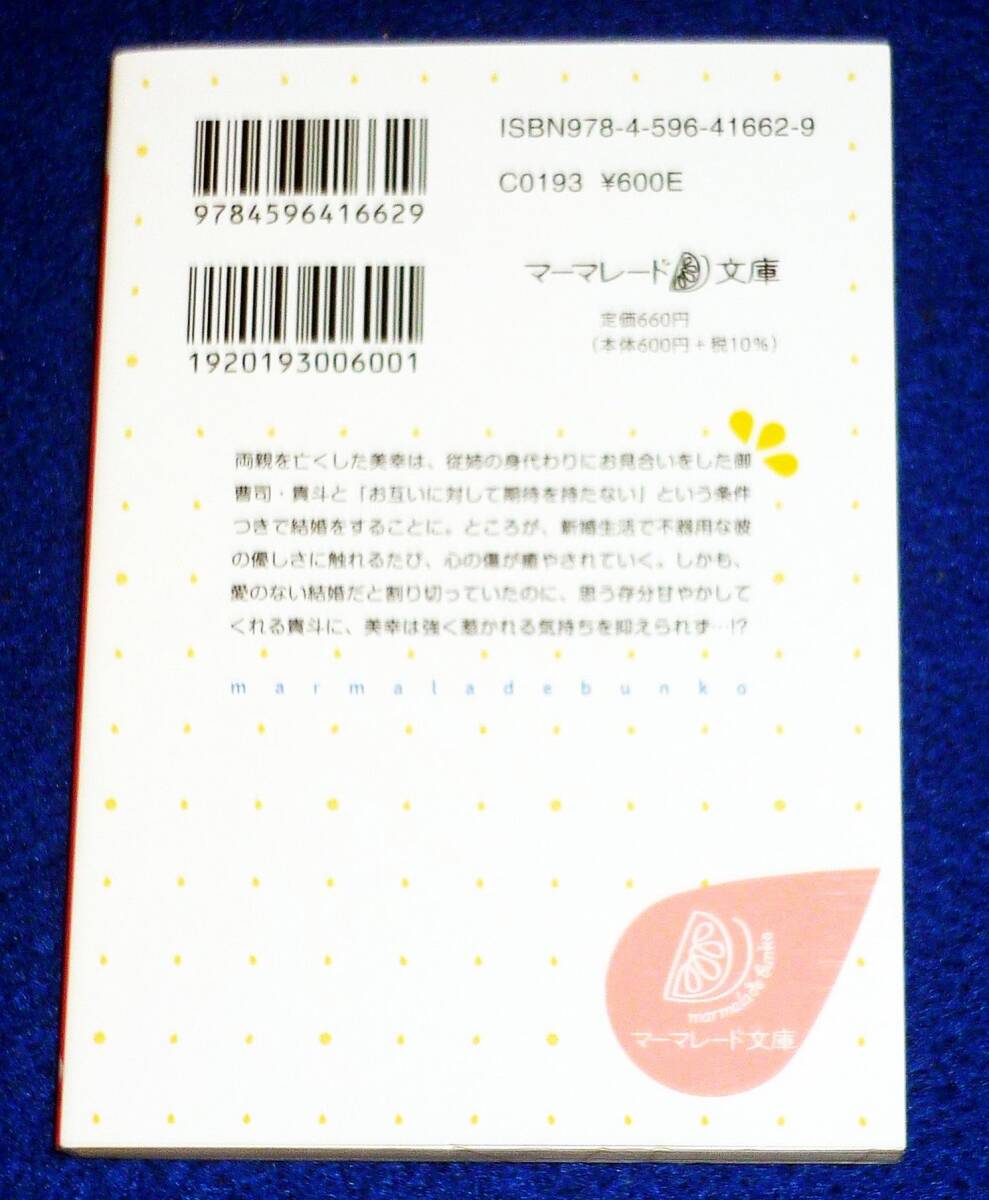 ISBN978-4-596-41662-9
C0193 ¥600E
9784596416629
1920193006001
マーマレード文庫
定価660円
(本体600円+税10%)
両親を亡くした美幸は、従姉の身代わりにお見合いをした御
曹司・貴斗と「お互いに対して期待を持たない」という条件
つきで結婚をすることに。ところが、新婚生活で不器用な彼
の優しさに触れるたび、心の傷が癒やされていく。しかも、
愛のない結婚だと割り切っていたのに、思う存分甘やかして
くれる貴斗に、美幸は強く惹かれる気持ちを抑えられず…!?
marmaladebunko
marmalade bunko
マーマレード文庫